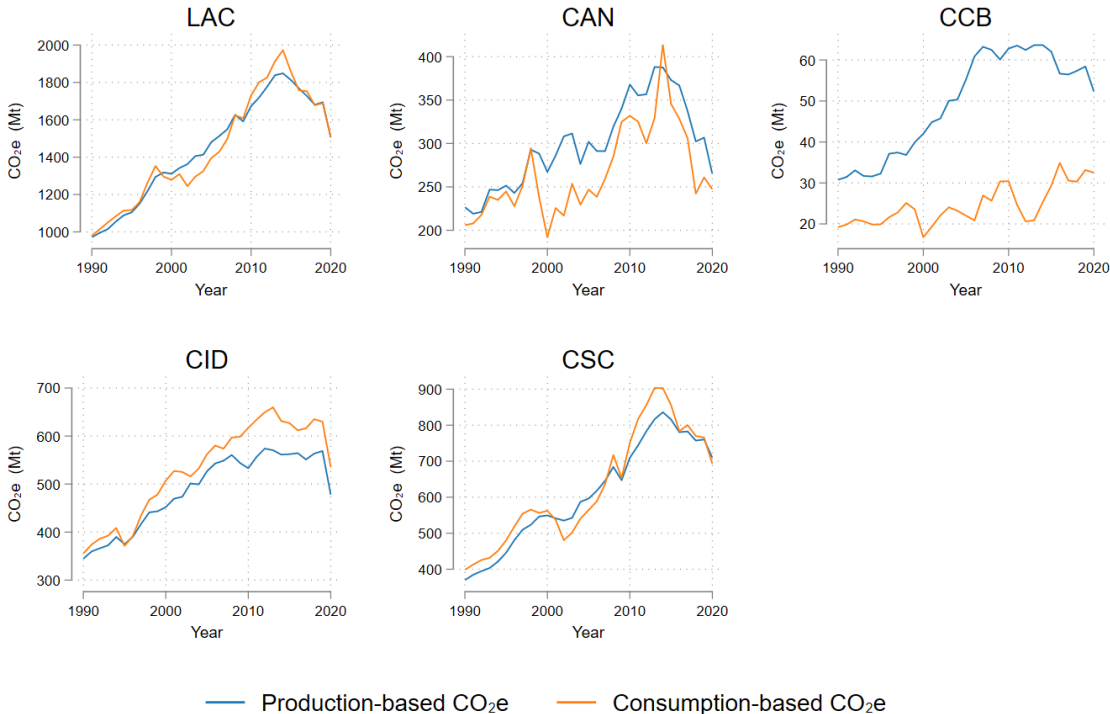 LAC
CO₂e (Mt)
2000
1800
1600
1400
1200
1000
1990
2000
2010
2020
Year
CAN
CO₂e (Mt)
400
350
300
250
200
1990
2000
2010
2020
Year
CCB
CO₂e (Mt)
60
50
40
30
20
1990
2000
2010
2020
Year
CID
CO₂e (Mt)
700
600
500
400
300
1990
2000
2010
2020
Year
CSC
CO₂e (Mt)
900
800
700
600
500
400
1990
2000
2010
2020
Year
Production-based CO₂e
Consumption-based CO₂e